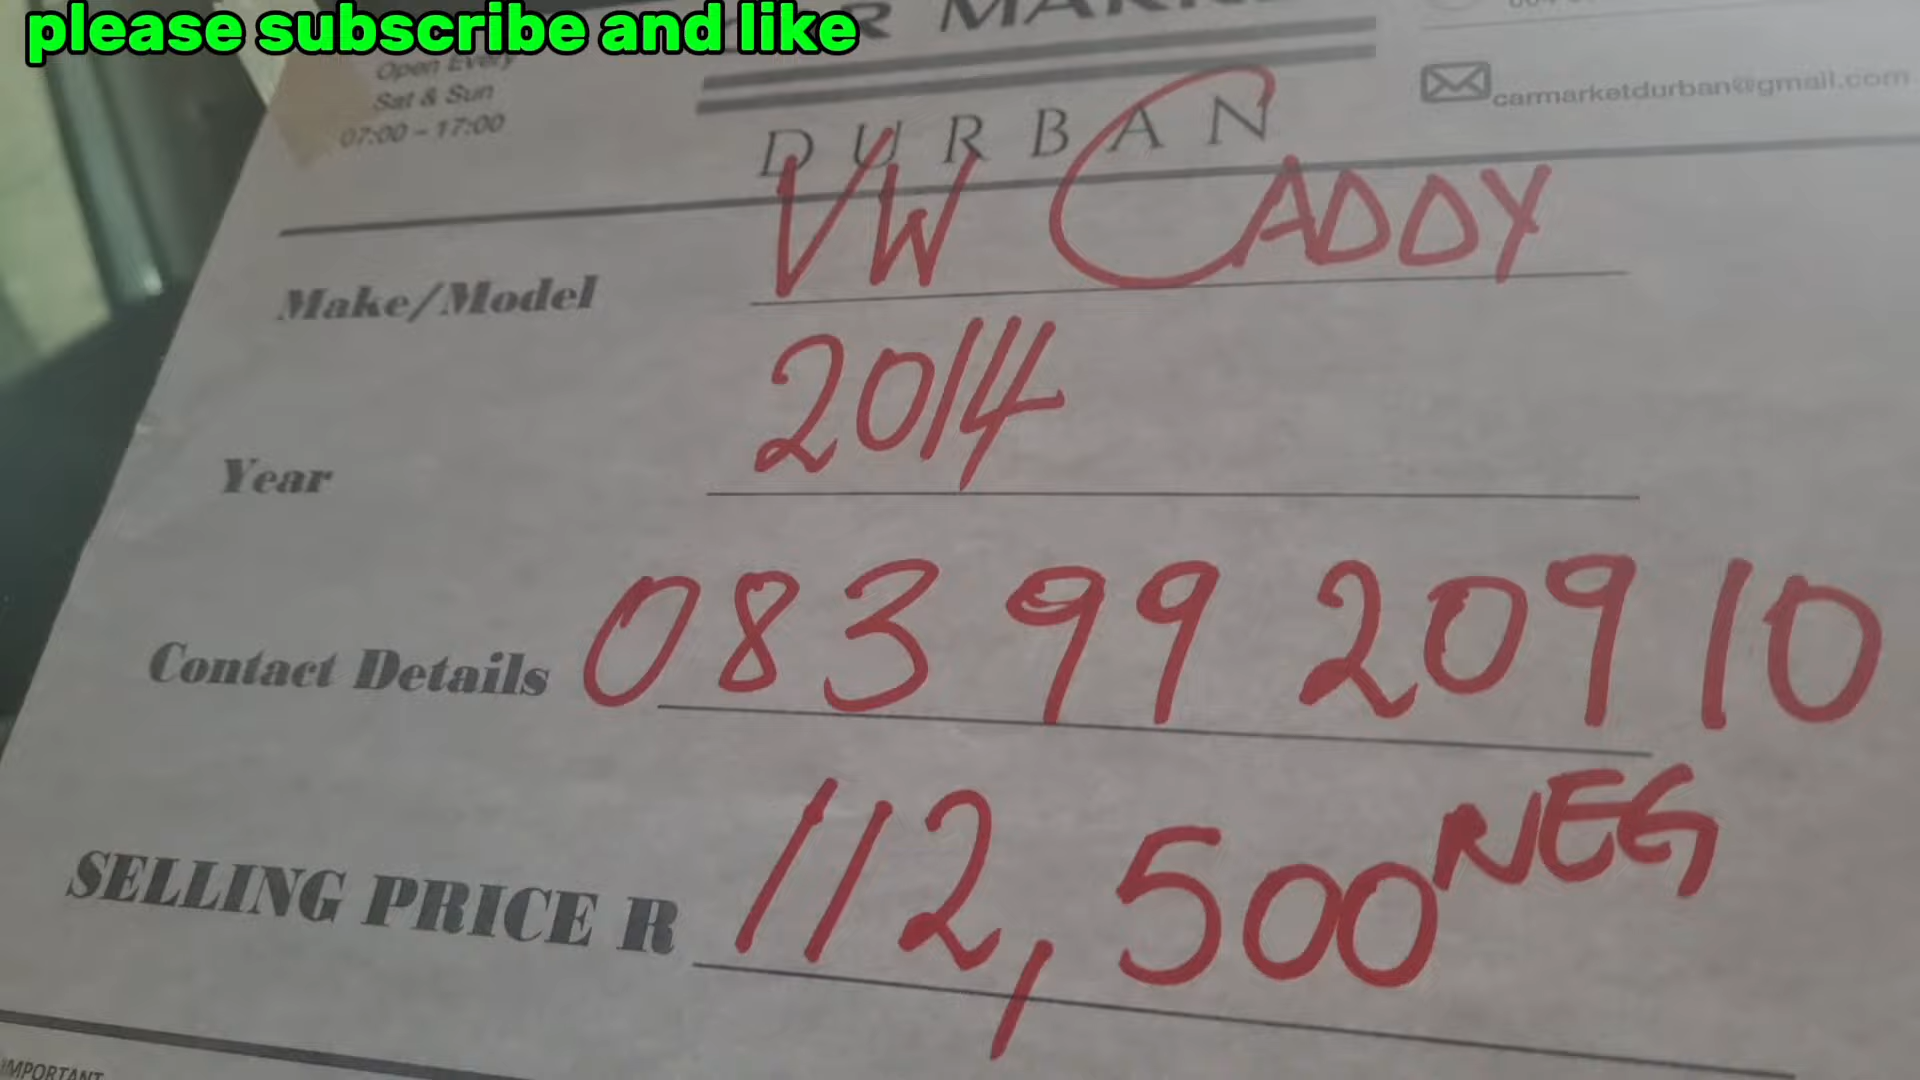 please subscribe and like
Open Every
Sat & Sun
07:00 – 17:00
DURBAN
carmarketdurban@gmail.com
Make/Model VW CADDY
Year 2014
Contact Details 083 99 20910
SELLING PRICE R 112,500 NEG
IMPORTANT